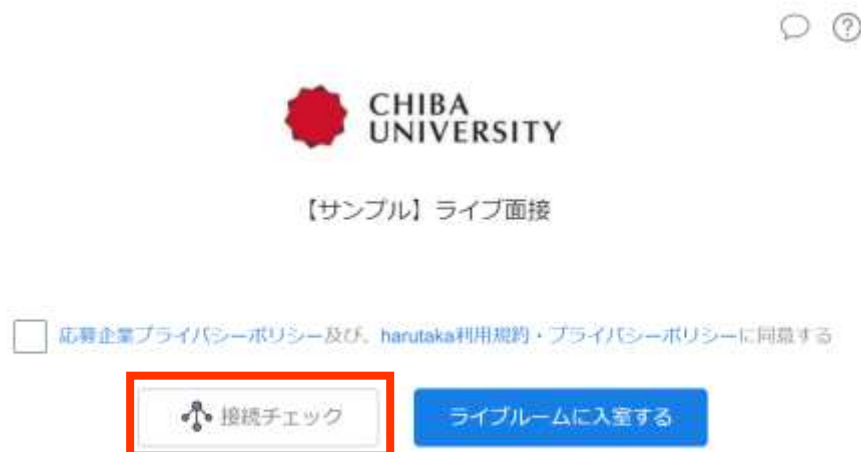 CHIBA
UNIVERSITY
【サンプル】ライブ面接
応募企業プライバシーポリシー及び、harutaka利用規約・プライバシーポリシーに同意する
接続チェック
ライブルームに入室する